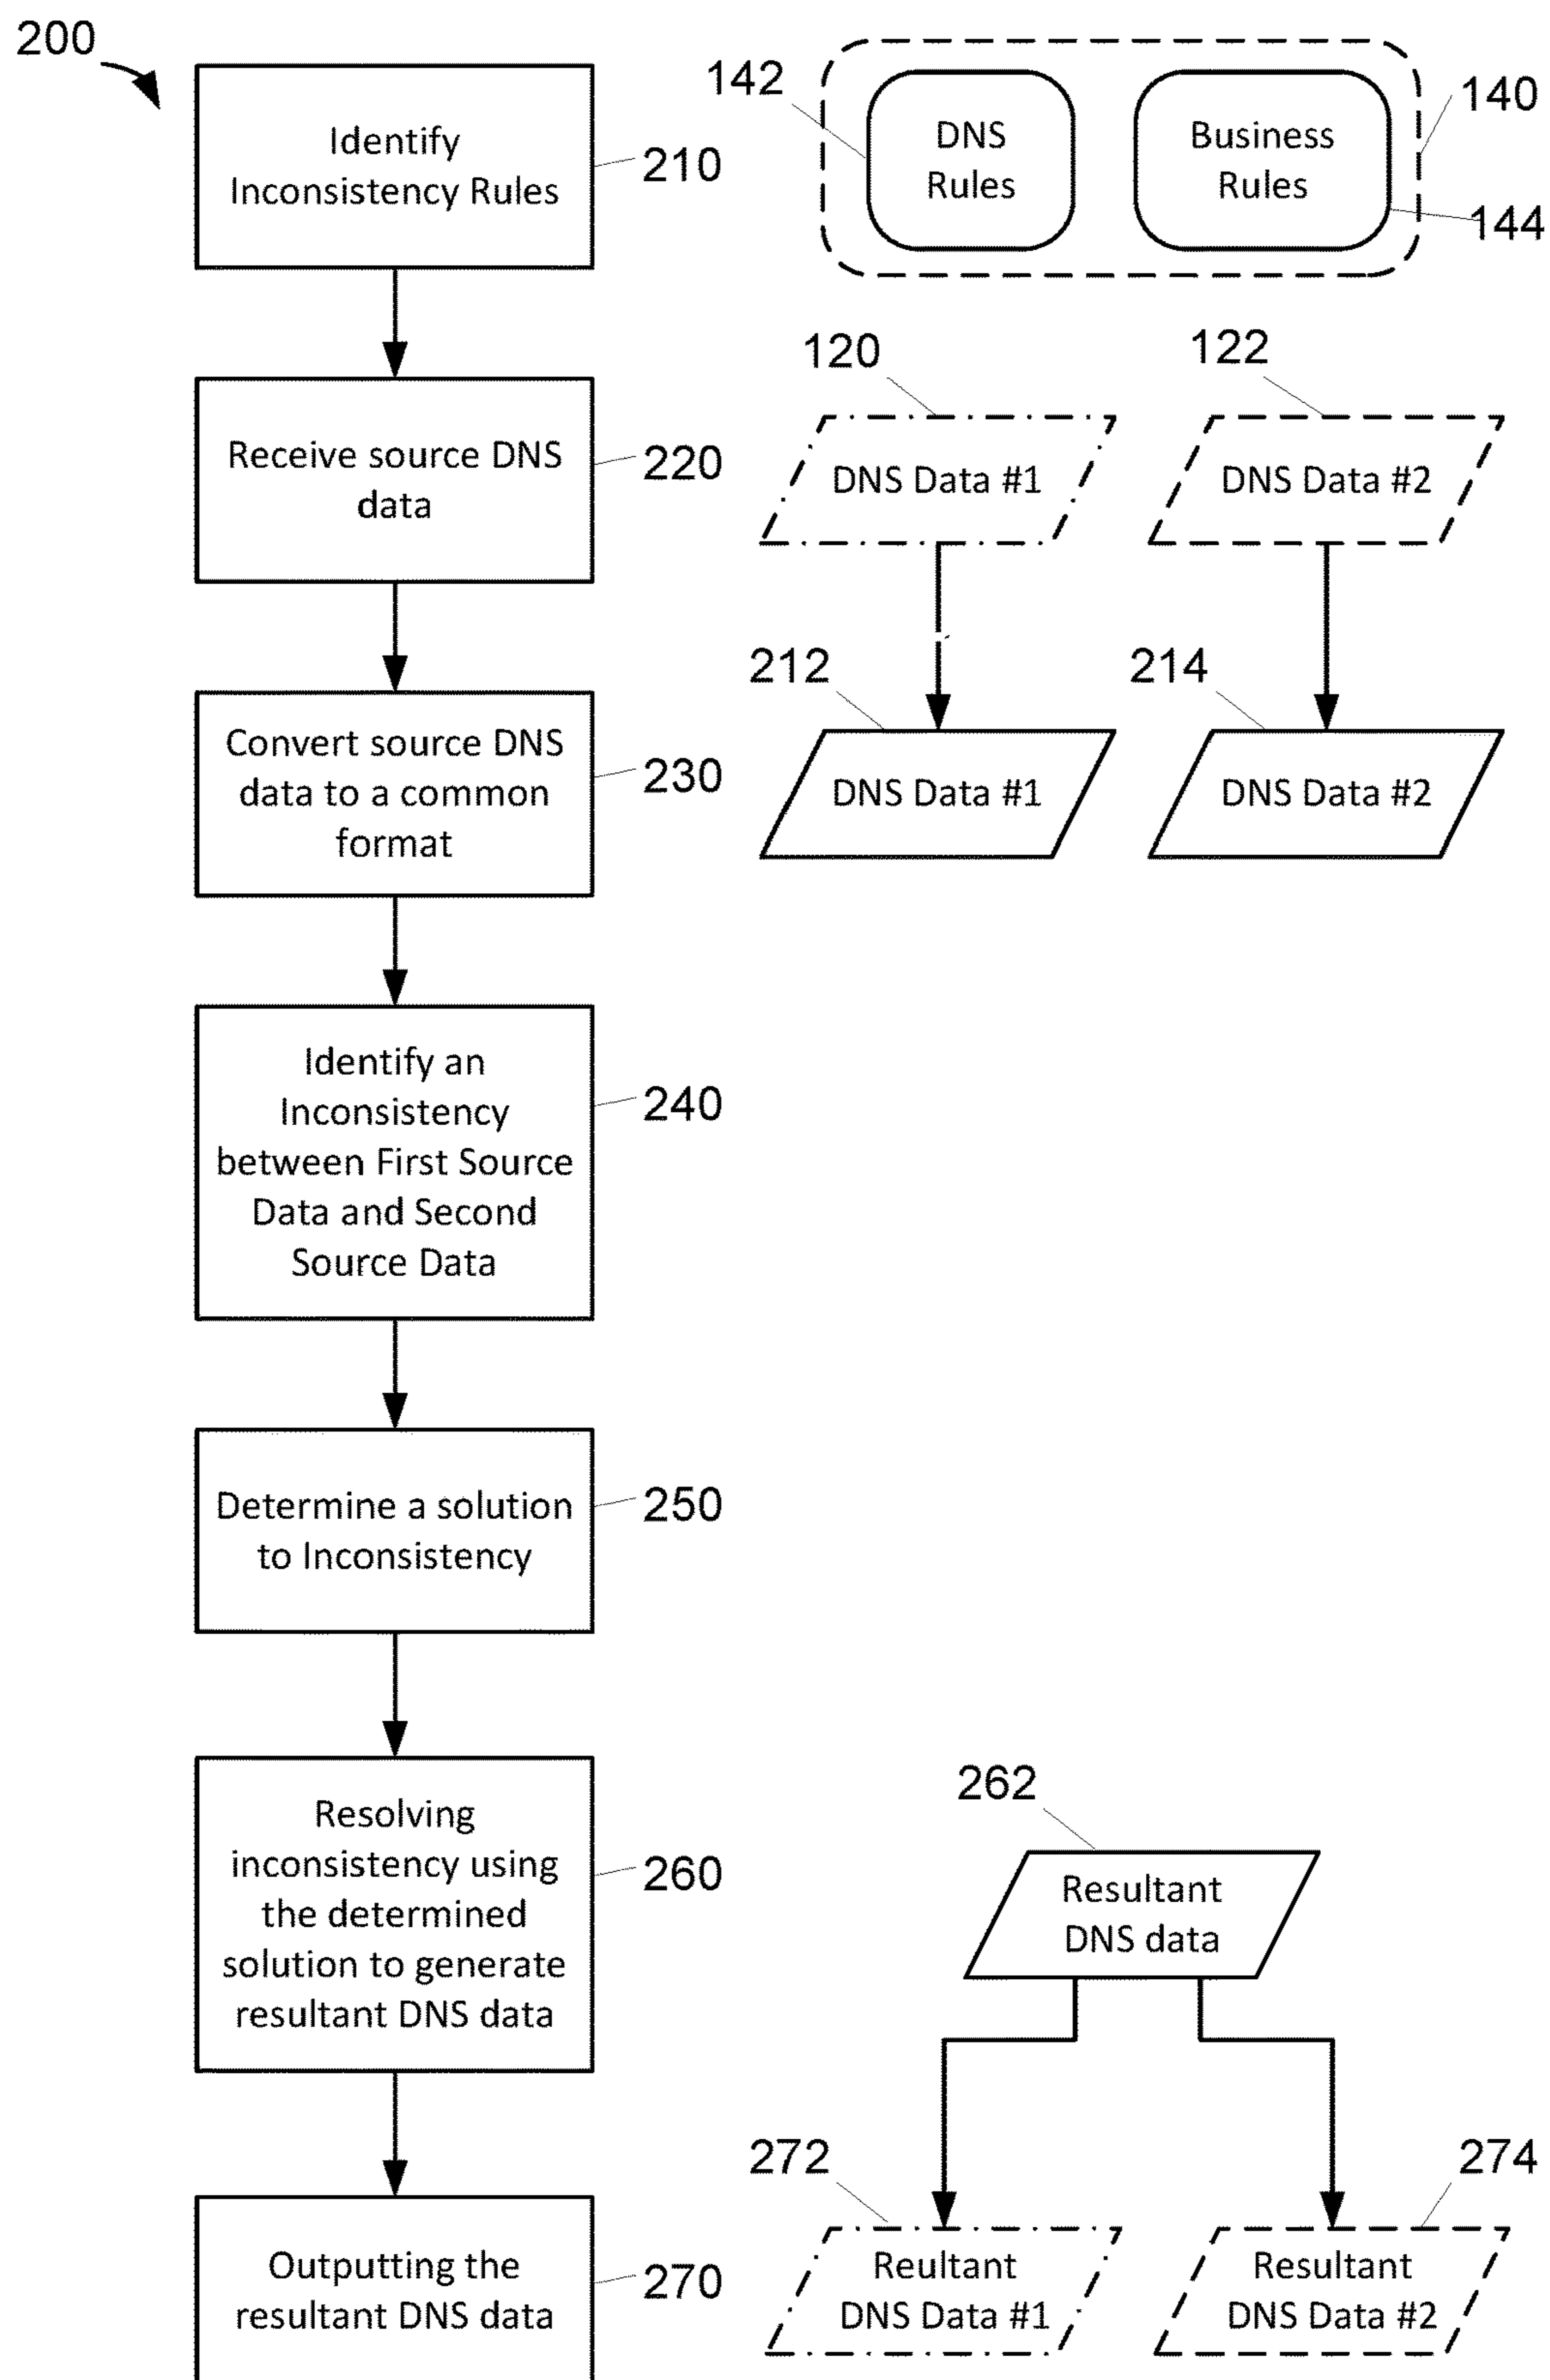 200
Identify
Inconsistency Rules
210
142
DNS
Rules
Business
Rules
140
144
Receive source DNS
data
220
120
DNS Data #1
122
DNS Data #2
Convert source DNS
data to a common
format
230
212
DNS Data #1
214
DNS Data #2
Identify an
Inconsistency
between First Source
Data and Second
Source Data
240
Determine a solution
to Inconsistency
250
Resolving
inconsistency using
the determined
solution to generate
resultant DNS data
260
262
Resultant
DNS data
Outputting the
resultant DNS data
270
272
Reultant
DNS Data #1
274
Resultant
DNS Data #2